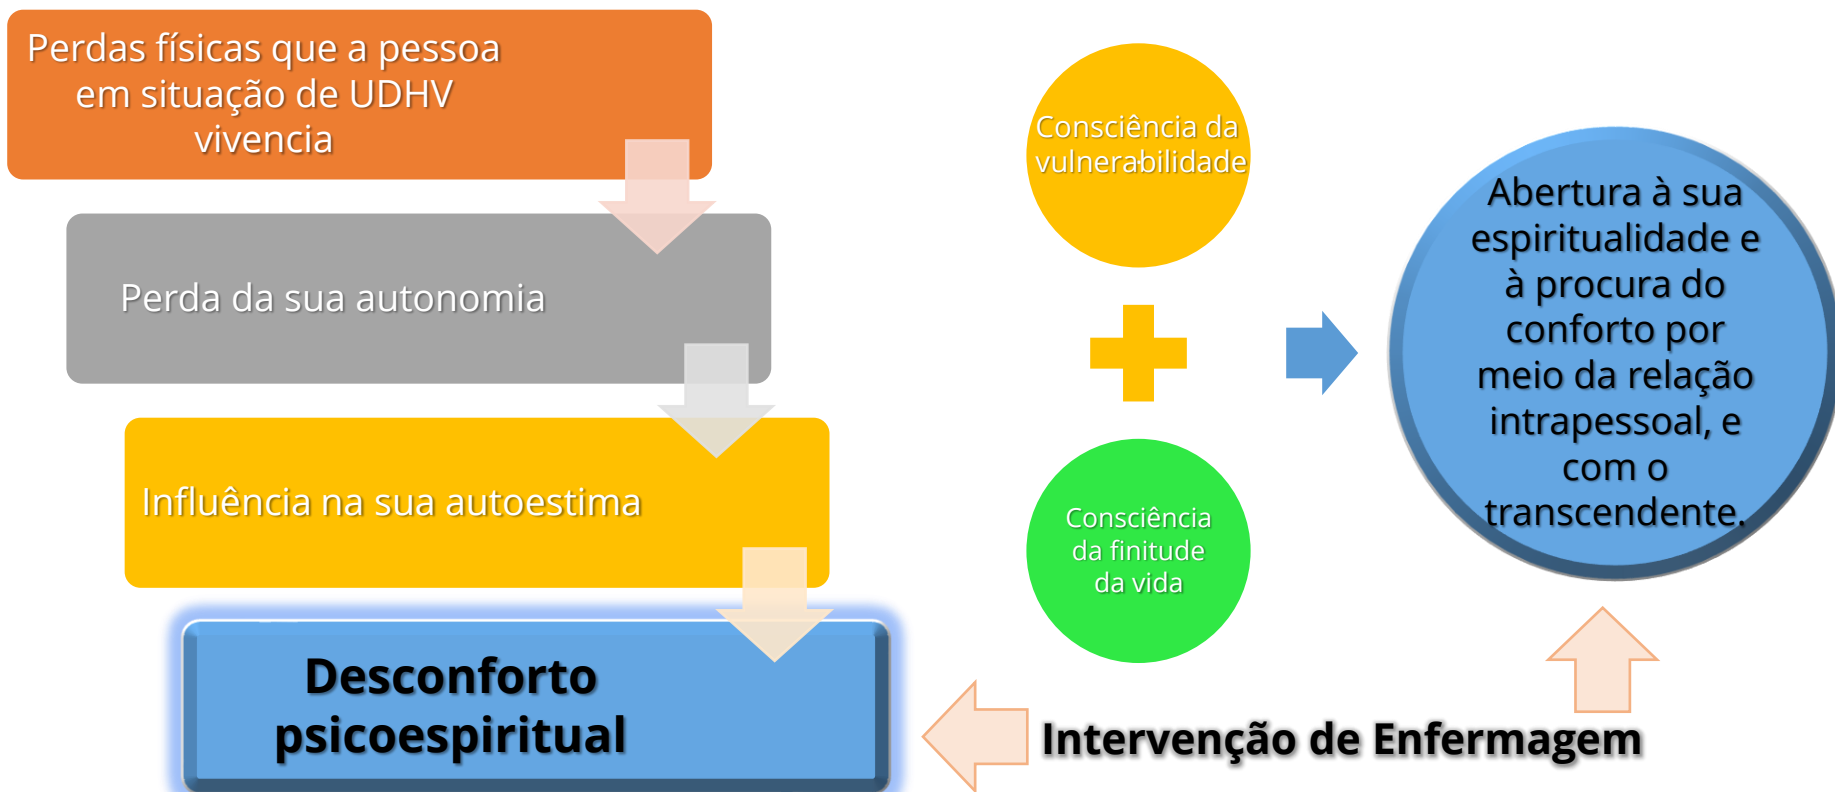 Perdas físicas que a pessoa
em situação de UDHV
vivencia
Perda da sua autonomia
Influência na sua autoestima
Desconforto
psicoespiritual
Consciência da
vulnerabilidade
Consciência
da finitude
da vida
Abertura à sua
espiritualidade e
à procura do
conforto por
meio da relação
intrapessoal, e
com o
transcendente.
Intervenção de Enfermagem